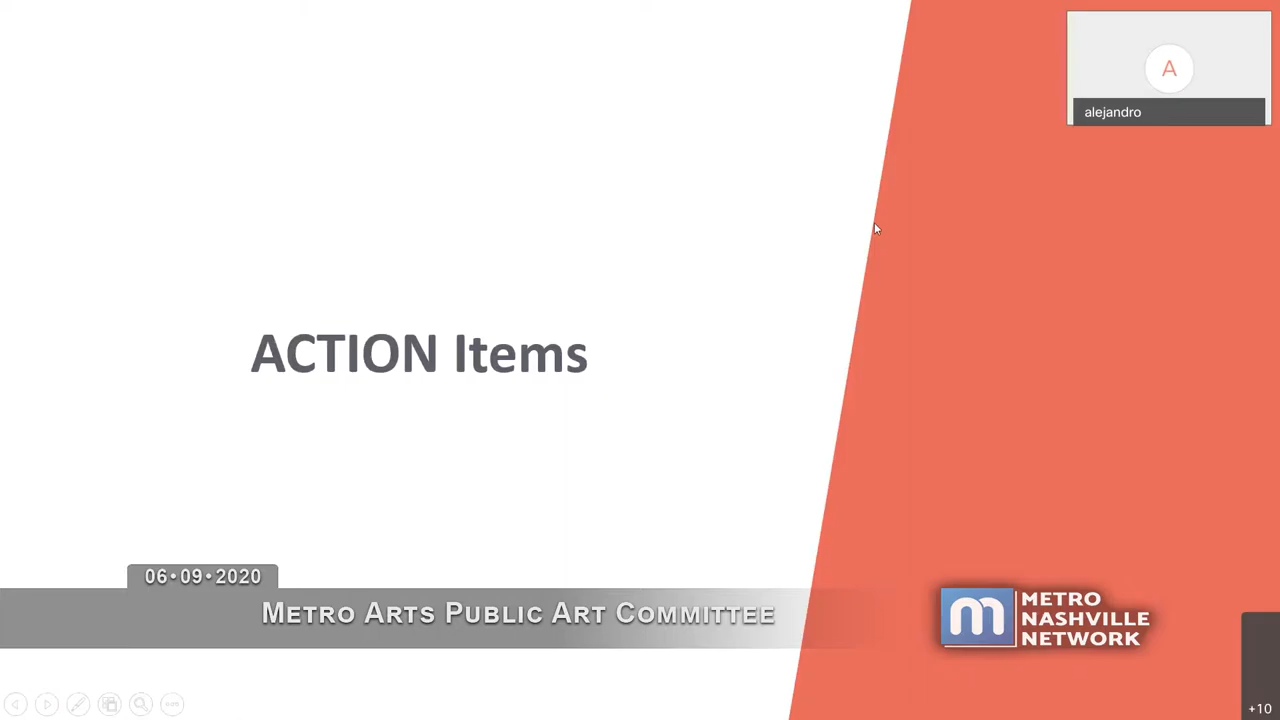 A
alejandro
ACTION Items
06•09•2020
METRO ARTS PUBLIC ART COMMITTEE
m
METRO
NASHVILLE
NETWORK
+10